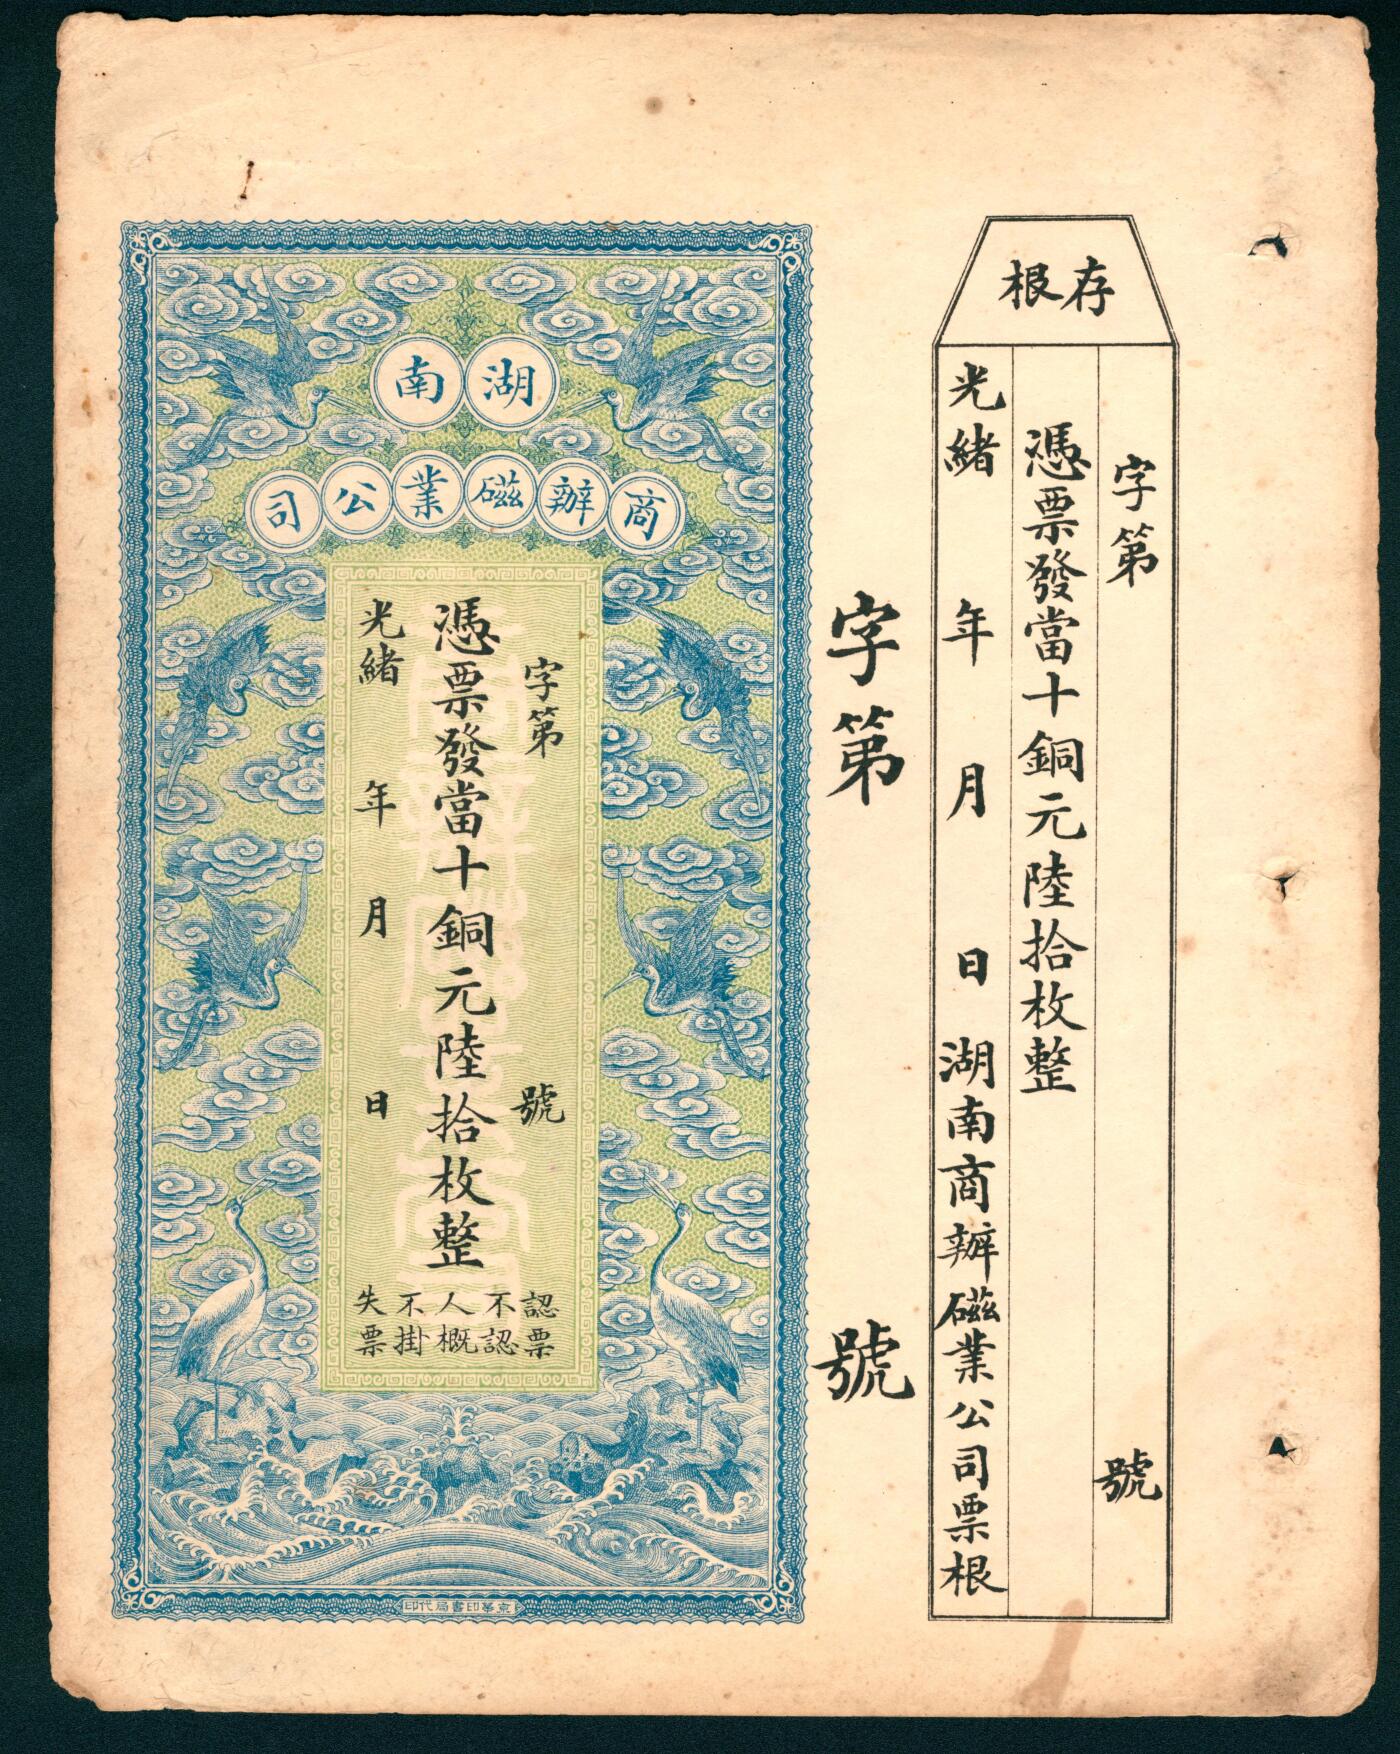 存根
字第 號
憑票發當十銅元陸拾枚整
光緒 年 月 日湖南商辦磁業公司票根
字第 號
湖南
商辦磁業公司
字第 號
憑票發當十銅元陸拾枚整
光緒 年 月 日
認票
不認
人概
不掛
失票
京華印書局代印